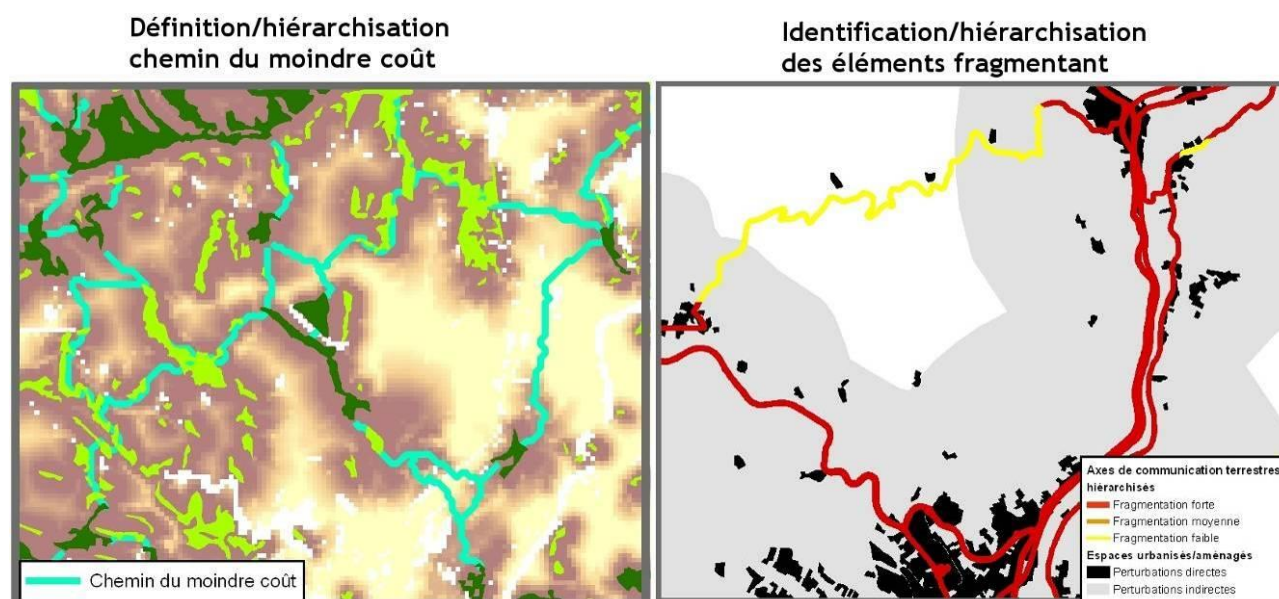 Définition/hiérarchisation
chemin du moindre coût
Identification/hiérarchisation
des éléments fragmentant
Chemin du moindre coût
Axes de communication terrestres
hiérarchisés
Fragmentation forte
Fragmentation moyenne
Fragmentation faible
Espaces urbanisés/aménagés
Perturbations directes
Perturbations indirectes